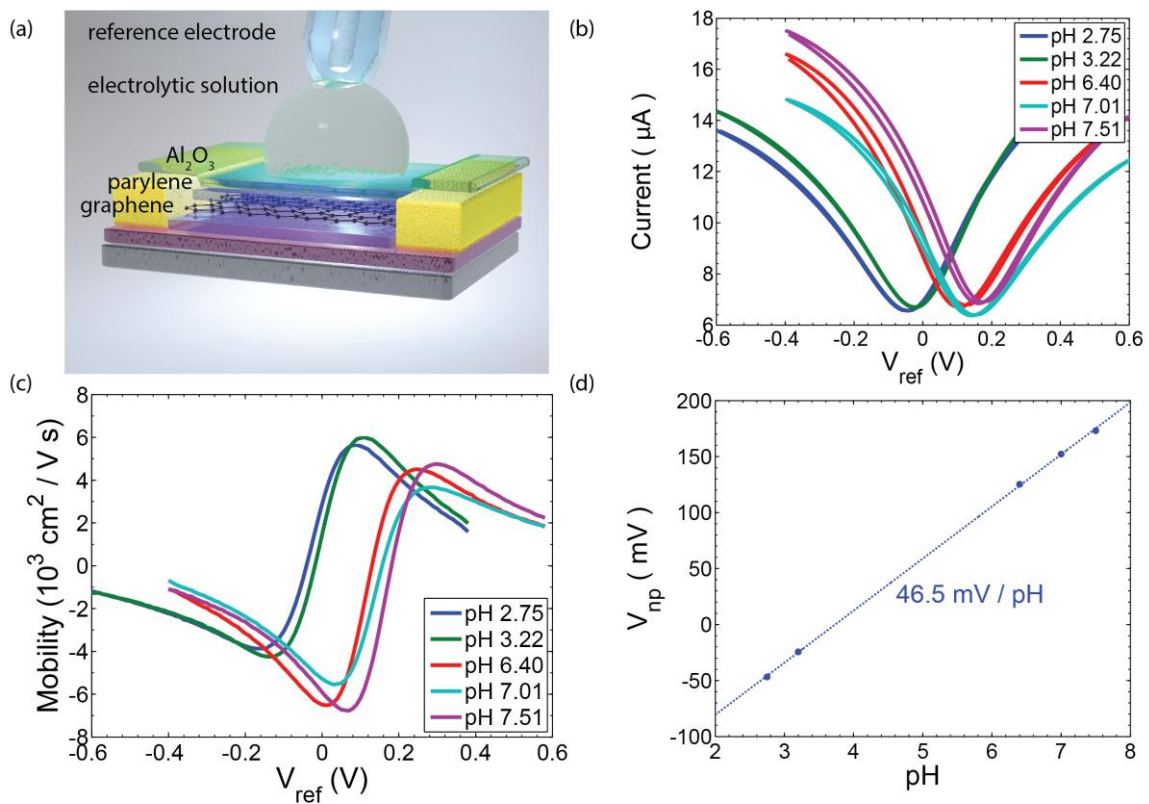 (a)
reference electrode
electrolytic solution
Al2O3
parylene
graphene
(b)
18
16
14
12
10
8
6
Current ( µA )
-0.6 -0.4 -0.2 0 0.2 0.4 0.6
V_ref (V)
pH 2.75
pH 3.22
pH 6.40
pH 7.01
pH 7.51
(c)
8
6
4
2
0
-2
-4
-6
-8
Mobility (10³ cm² / V s)
-0.6 -0.4 -0.2 0 0.2 0.4 0.6
V_ref (V)
pH 2.75
pH 3.22
pH 6.40
pH 7.01
pH 7.51
(d)
200
150
100
50
0
-50
-100
V_np ( mV )
46.5 mV / pH
2 3 4 5 6 7 8
pH